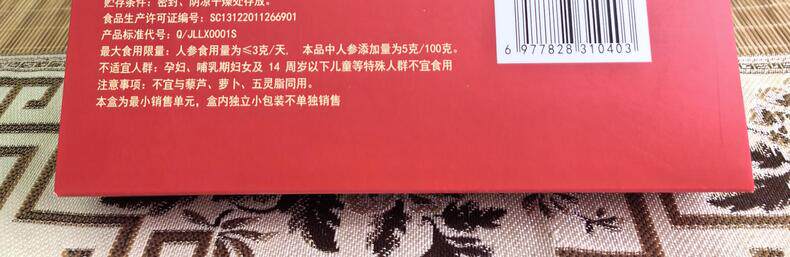 贮存条件：密封、阴凉干燥处存放。
食品生产许可证编号：SC13122011266901
产品标准代号：Q/JLLX0001S
最大食用限量：人参食用量为≤3克/天，本品中人参添加量为5克/100克。
不适宜人群：孕妇、哺乳期妇女及 14 周岁以下儿童等特殊人群不宜食用
注意事项：不宜与藜芦、萝卜、五灵脂同用。
本盒为最小销售单元，盒内独立小包装不单独销售
6 977828 310403